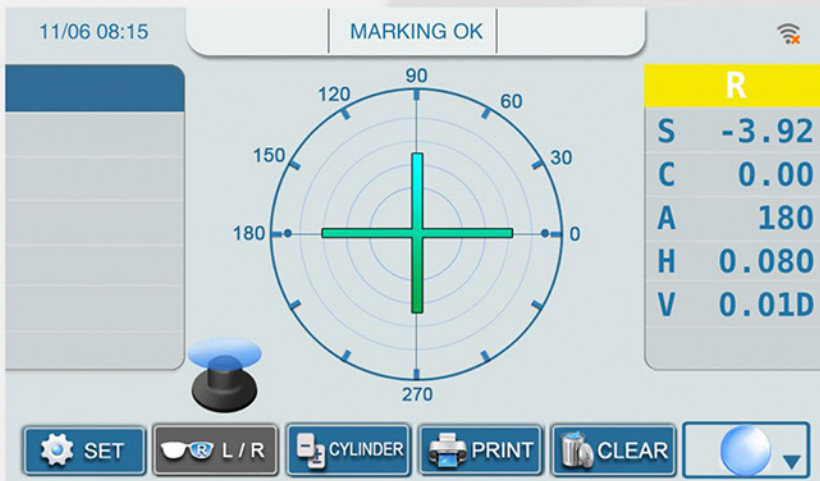 11/06 08:15
MARKING OK
R
S -3.92
C 0.00
A 180
H 0.08O
V 0.01D
90
120 60
150 30
180 0
270
SET
R L / R
CYLINDER
PRINT
CLEAR